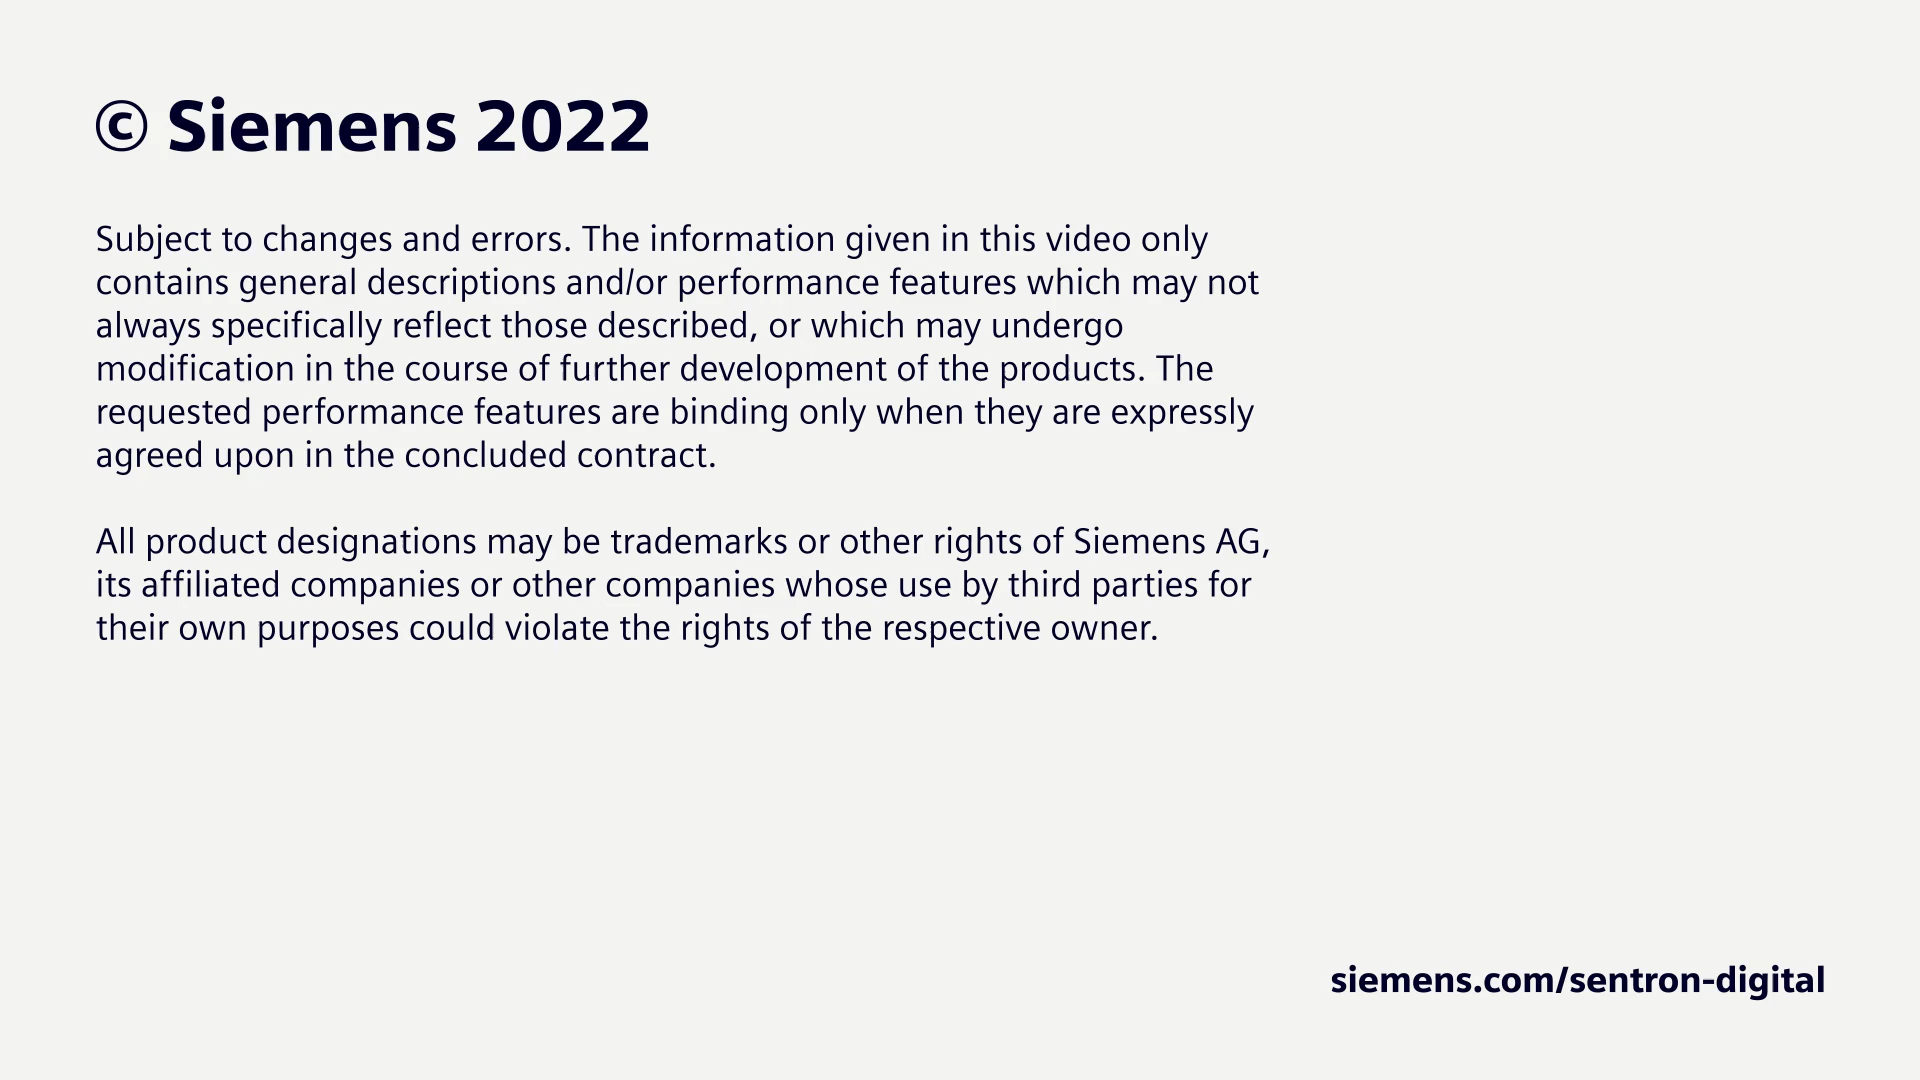 © Siemens 2022
Subject to changes and errors. The information given in this video only
contains general descriptions and/or performance features which may not
always specifically reflect those described, or which may undergo
modification in the course of further development of the products. The
requested performance features are binding only when they are expressly
agreed upon in the concluded contract.
All product designations may be trademarks or other rights of Siemens AG,
its affiliated companies or other companies whose use by third parties for
their own purposes could violate the rights of the respective owner.
siemens.com/sentron-digital